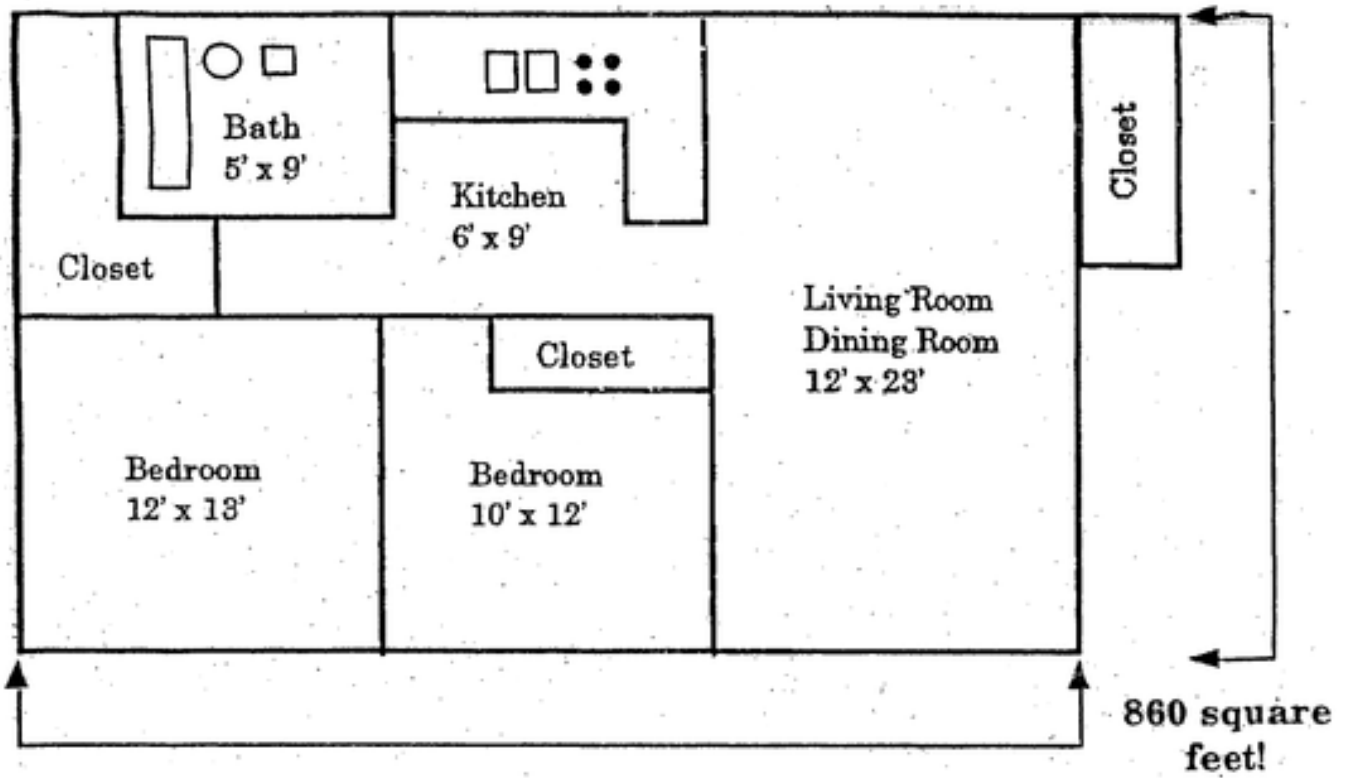 Bath
5' x 9'
Kitchen
6' x 9'
Closet
Closet
Living Room
Dining Room
12' x 23'
Closet
Bedroom
12' x 13'
Bedroom
10' x 12'
860 square
feet!